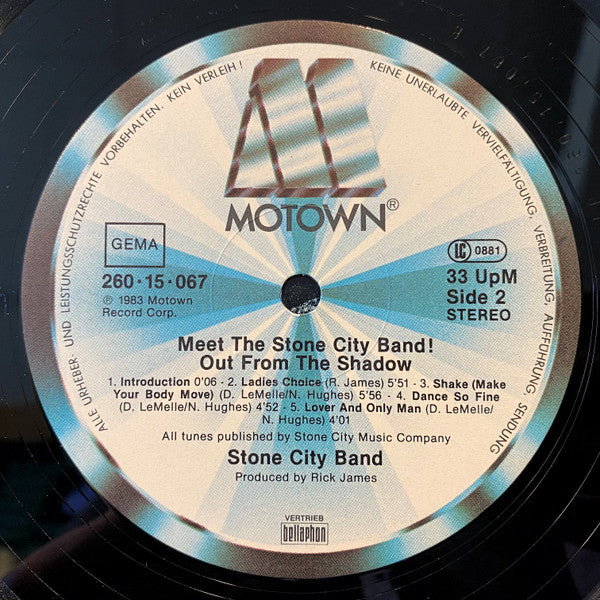 ALLE URHEBER- UND LEISTUNGSSCHUTZRECHTE VORBEHALTEN. KEIN VERLEIH! KEINE UNERLAUBTE VERVIELFÄLTIGUNG, VERBREITUNG, AUFFÜHRUNG, SENDUNG
MOTOWN®
GEMA
LC 0881
260·15·067
33 UpM
℗ 1983 Motown
Record Corp.
Side 2
STEREO
Meet The Stone City Band!
Out From The Shadow
1. Introduction 0'06 - 2. Ladies Choice (R. James) 5'51 - 3. Shake (Make
Your Body Move) (D. LeMelle/N. Hughes) 5'56 - 4. Dance So Fine
(D. LeMelle/N. Hughes) 4'52 - 5. Lover And Only Man (D. LeMelle/
N. Hughes) 4'01
All tunes published by Stone City Music Company
Stone City Band
Produced by Rick James
VERTRIEB
bellaphon